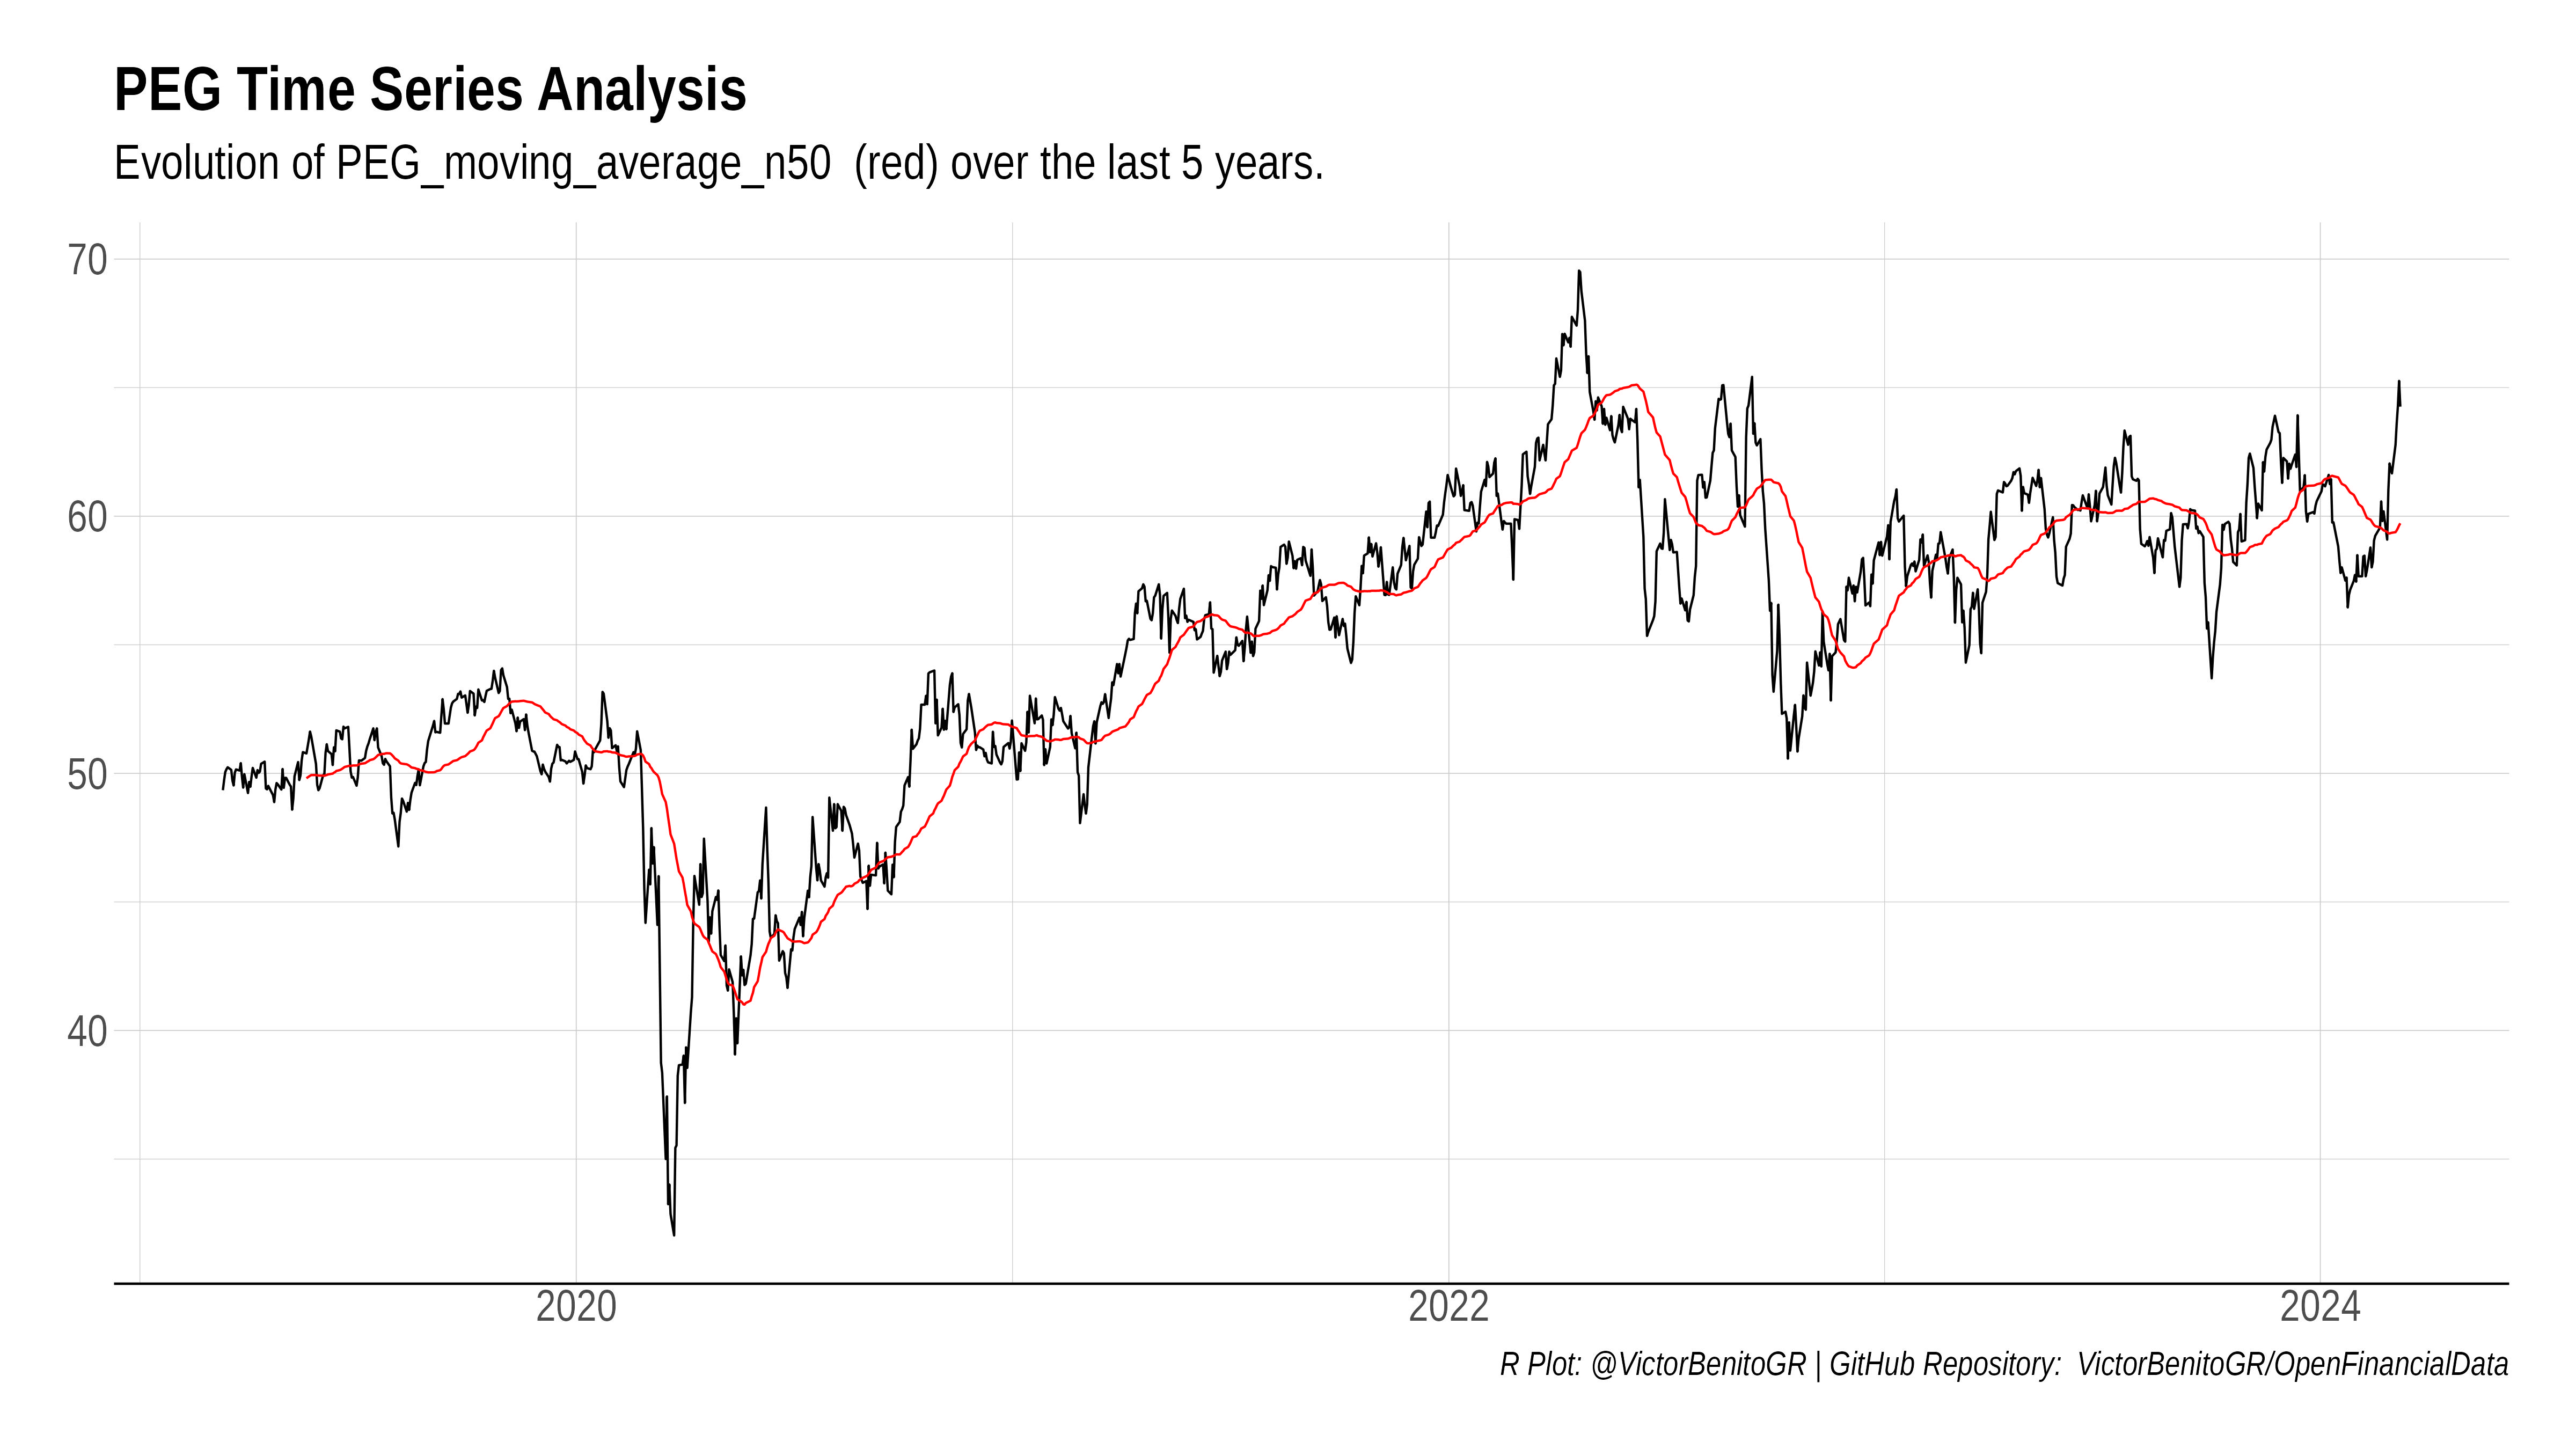 PEG Time Series Analysis
Evolution of PEG_moving_average_n50  (red) over the last 5 years.
70
60
50
40
2020 2022 2024
R Plot: @VictorBenitoGR | GitHub Repository:  VictorBenitoGR/OpenFinancialData